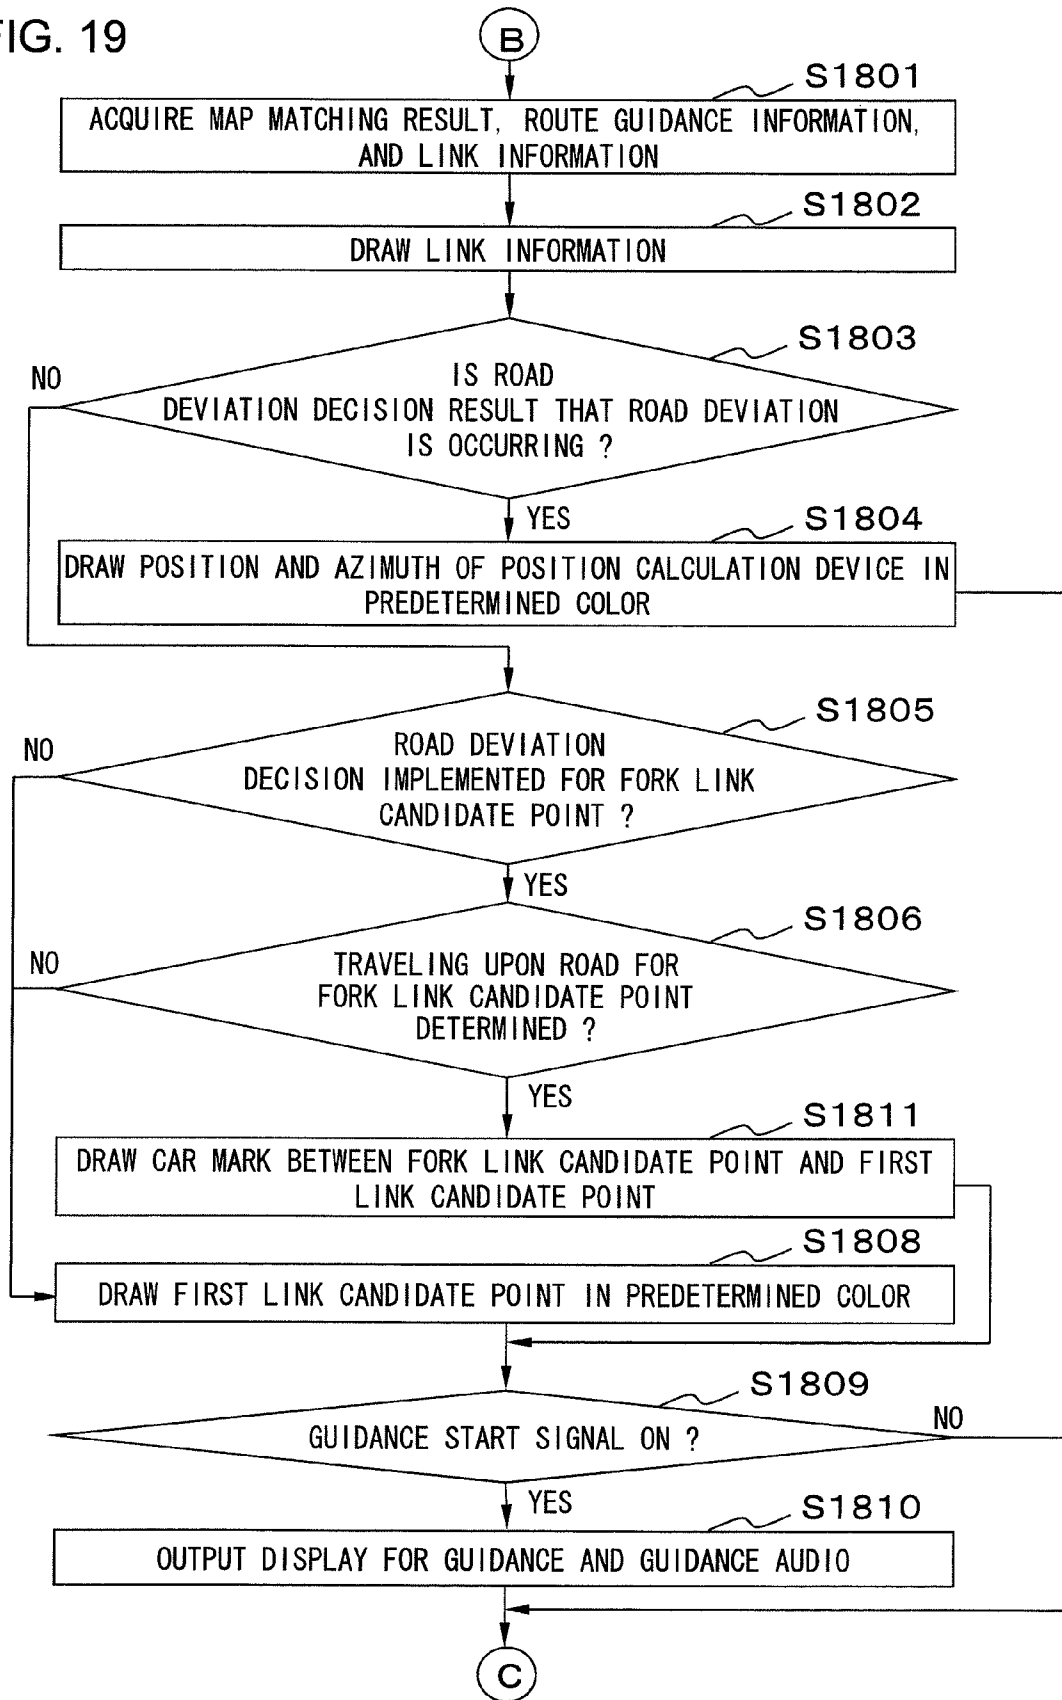 FIG. 19
B
S1801
ACQUIRE MAP MATCHING RESULT, ROUTE GUIDANCE INFORMATION,
AND LINK INFORMATION
S1802
DRAW LINK INFORMATION
S1803
NO
IS ROAD
DEVIATION DECISION RESULT THAT ROAD DEVIATION
IS OCCURRING ?
YES
S1804
DRAW POSITION AND AZIMUTH OF POSITION CALCULATION DEVICE IN
PREDETERMINED COLOR
S1805
NO
ROAD DEVIATION
DECISION IMPLEMENTED FOR FORK LINK
CANDIDATE POINT ?
YES
S1806
NO
TRAVELING UPON ROAD FOR
FORK LINK CANDIDATE POINT
DETERMINED ?
YES
S1811
DRAW CAR MARK BETWEEN FORK LINK CANDIDATE POINT AND FIRST
LINK CANDIDATE POINT
S1808
DRAW FIRST LINK CANDIDATE POINT IN PREDETERMINED COLOR
S1809
NO
GUIDANCE START SIGNAL ON ?
YES
S1810
OUTPUT DISPLAY FOR GUIDANCE AND GUIDANCE AUDIO
C